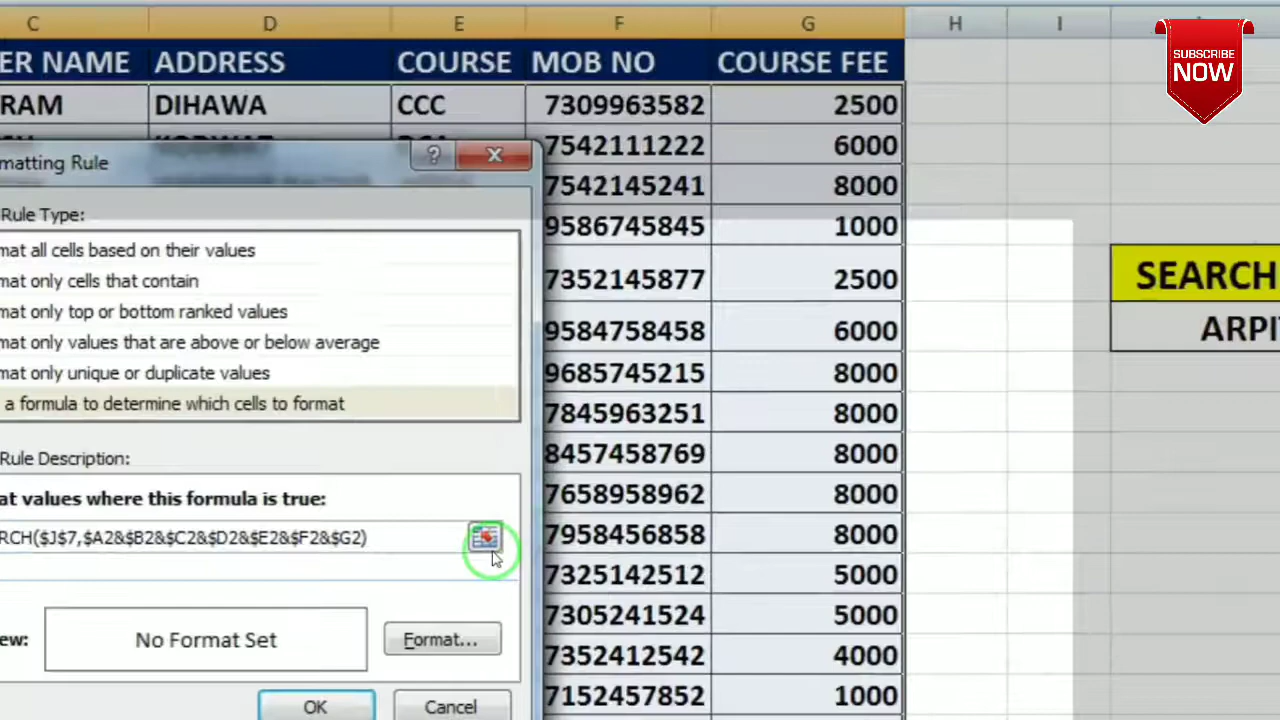 C D E F G H I
ER NAME ADDRESS COURSE MOB NO COURSE FEE
SUBSCRIBE
NOW
RAM DIHAWA CCC 7309963582 2500
7542111222 6000
matting Rule
7542145241 8000
Rule Type:
9586745845 1000
mat all cells based on their values
mat only cells that contain 7352145877 2500
SEARCH
mat only top or bottom ranked values
9584758458 6000
ARPI
mat only values that are above or below average
mat only unique or duplicate values 9685745215 8000
a formula to determine which cells to format 7845963251 8000
Rule Description: 8457458769 8000
at values where this formula is true: 7658958962 8000
RCH($J$7,$A2&$B2&$C2&$D2&$E2&$F2&$G2) 7958456858 8000
7325142512 5000
7305241524 5000
ew: No Format Set Format...
7352412542 4000
7152457852 1000
OK Cancel